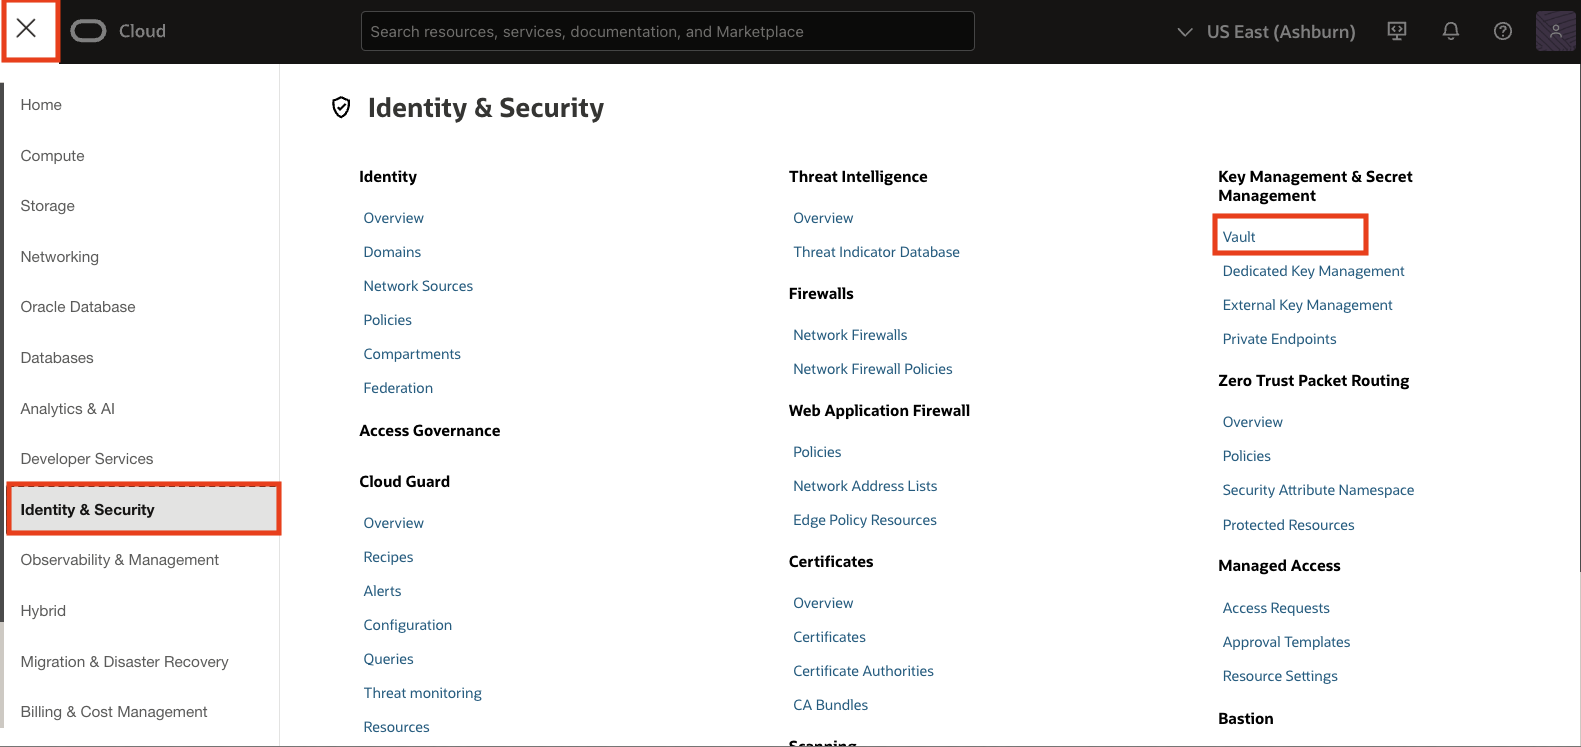 Cloud
Search resources, services, documentation, and Marketplace
US East (Ashburn)
Home
Compute
Storage
Networking
Oracle Database
Databases
Analytics & AI
Developer Services
Identity & Security
Observability & Management
Hybrid
Migration & Disaster Recovery
Billing & Cost Management
Identity & Security
Identity
Overview
Domains
Network Sources
Policies
Compartments
Federation
Access Governance
Cloud Guard
Overview
Recipes
Alerts
Configuration
Queries
Threat monitoring
Resources
Threat Intelligence
Overview
Threat Indicator Database
Firewalls
Network Firewalls
Network Firewall Policies
Web Application Firewall
Policies
Network Address Lists
Edge Policy Resources
Certificates
Overview
Certificates
Certificate Authorities
CA Bundles
Scanning
Key Management & Secret
Management
Vault
Dedicated Key Management
External Key Management
Private Endpoints
Zero Trust Packet Routing
Overview
Policies
Security Attribute Namespace
Protected Resources
Managed Access
Access Requests
Approval Templates
Resource Settings
Bastion